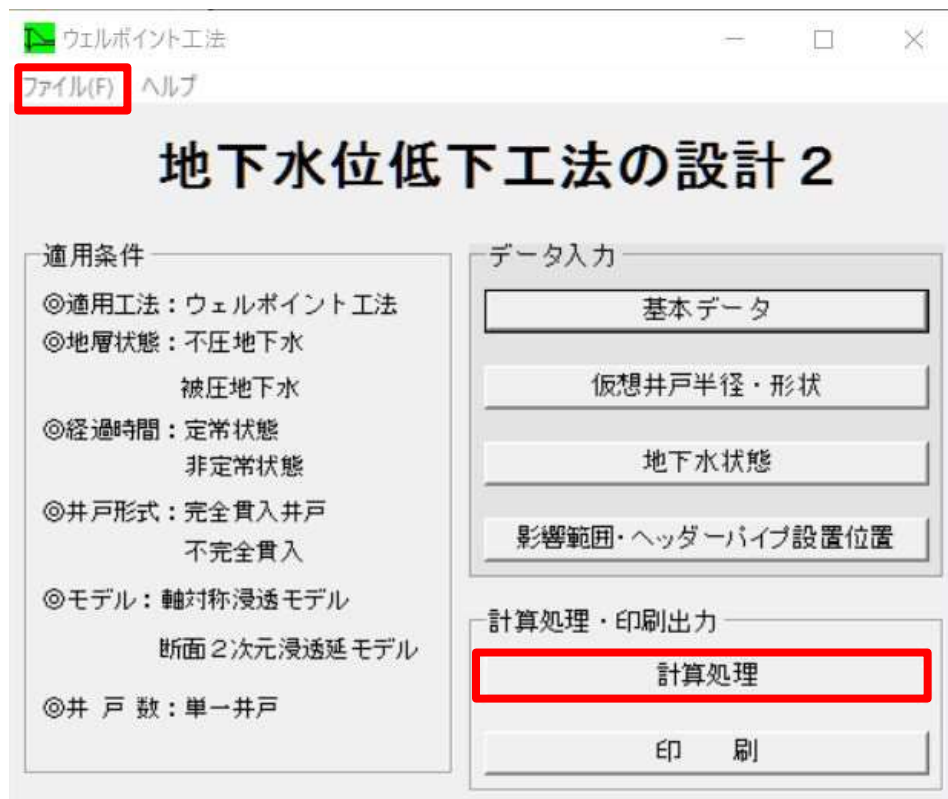 ウェルポイント工法
ファイル(F) ヘルプ
地下水位低下工法の設計2
適用条件
◎適用工法：ウェルポイント工法
◎地層状態：不圧地下水
被圧地下水
◎経過時間：定常状態
非定常状態
◎井戸形式：完全貫入井戸
不完全貫入
◎モデル：軸対称浸透モデル
断面２次元浸透延モデル
◎井 戸 数：単一井戸
データ入力
基本データ
仮想井戸半径・形状
地下水状態
影響範囲・ヘッダーパイプ設置位置
計算処理・印刷出力
計算処理
印　刷